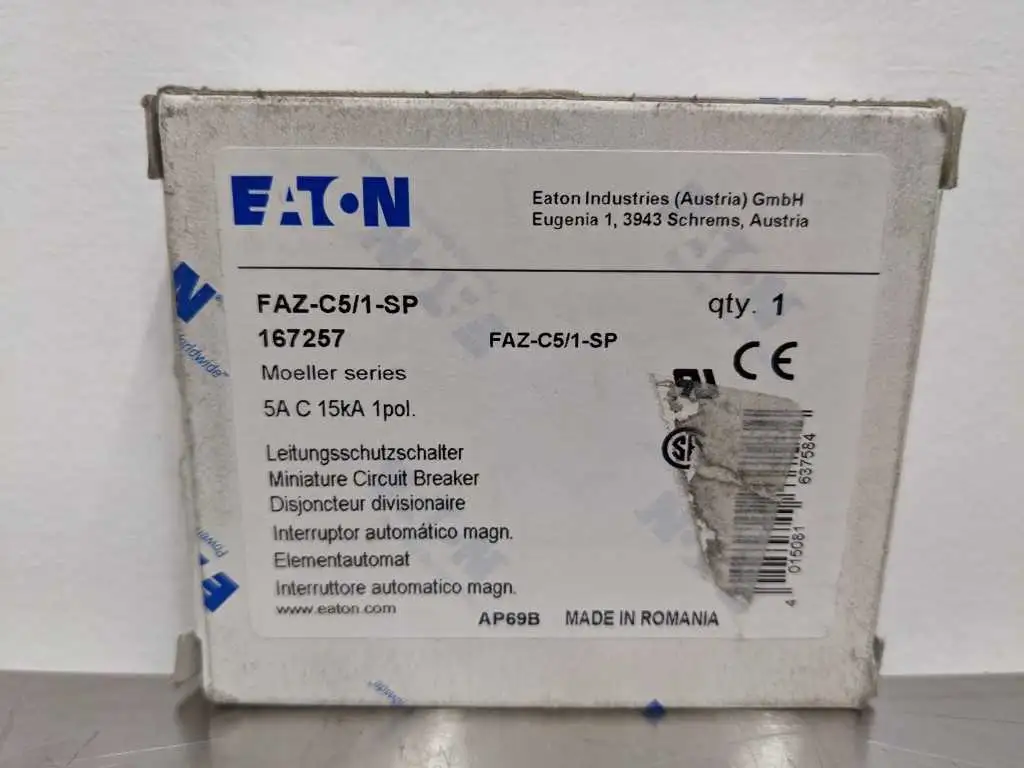 EATON
Eaton Industries (Austria) GmbH
Eugenia 1, 3943 Schrems, Austria
FAZ-C5/1-SP
qty. 1
167257
FAZ-C5/1-SP
Moeller series
CE
5A C 15kA 1pol.
Leitungsschutzschalter
Miniature Circuit Breaker
Disjoncteur divisionaire
Interruptor automático magn.
Elementautomat
Interruttore automatico magn.
www.eaton.com
AP69B MADE IN ROMANIA
4 015081 637584